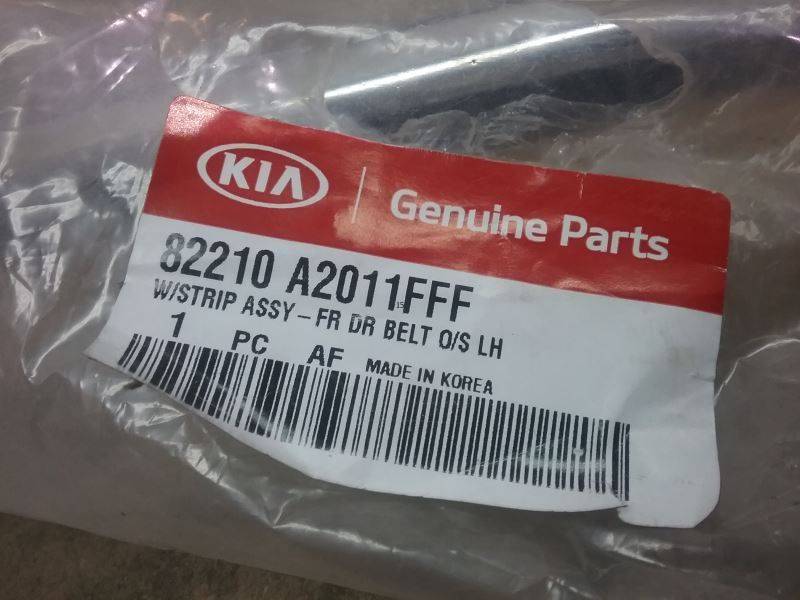 KIA | Genuine Parts
82210 A2011FFF
W/STRIP ASSY-FR DR BELT O/S LH
1 PC AF MADE IN KOREA